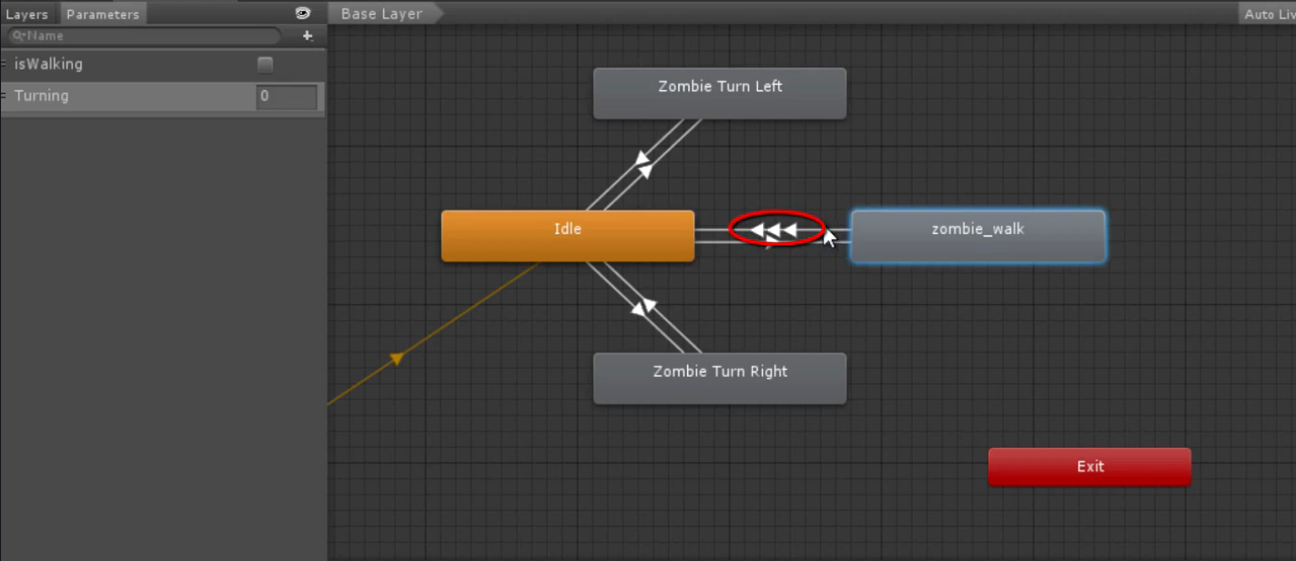 Layers Parameters
Base Layer
Auto Liv
Name
isWalking
Turning 0
Zombie Turn Left
Idle
zombie_walk
Zombie Turn Right
Exit